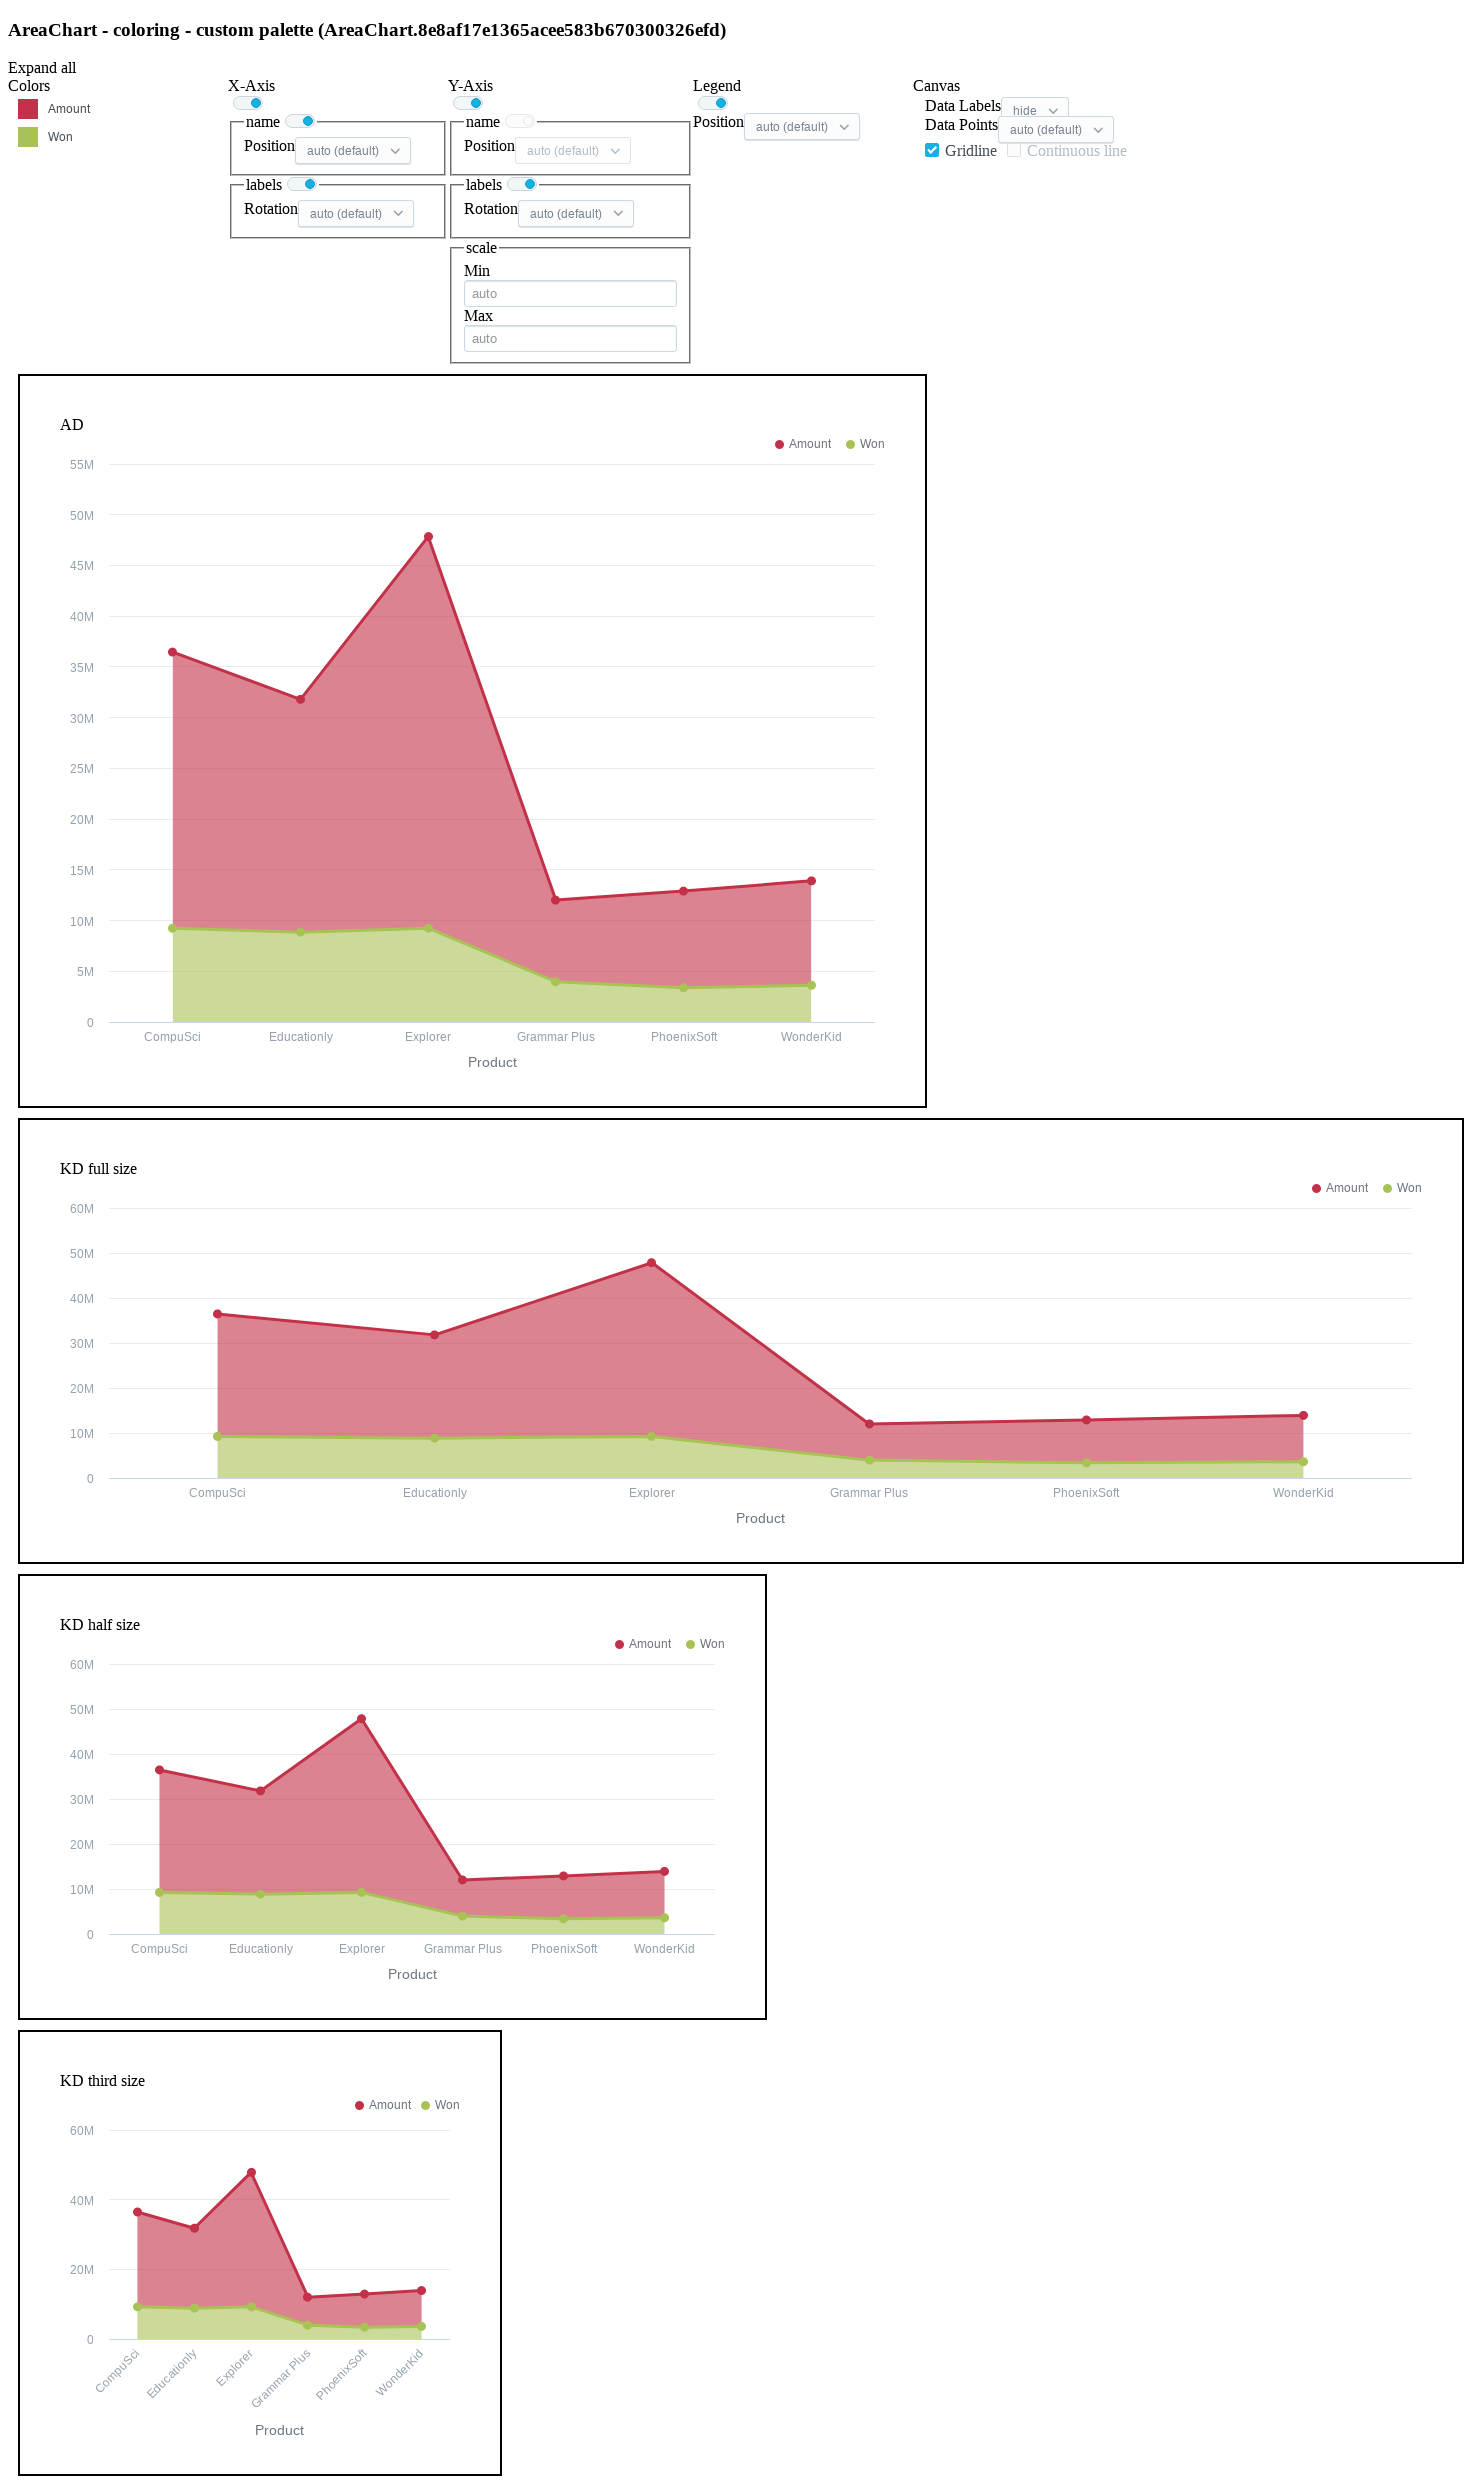 AreaChart - coloring - custom palette (AreaChart.8e8af17e1365acee583b670300326efd)
Expand all
Colors
Amount
Won
X-Axis
name
Position auto (default)
labels
Rotation auto (default)
Y-Axis
name
Position auto (default)
labels
Rotation auto (default)
scale
Min
auto
Max
auto
Legend
Position auto (default)
Canvas
Data Labels hide
Data Points auto (default)
Gridline Continuous line
AD
Amount Won
55M
50M
45M
40M
35M
30M
25M
20M
15M
10M
5M
0
CompuSci Educationly Explorer Grammar Plus PhoenixSoft WonderKid
Product
KD full size
Amount Won
60M
50M
40M
30M
20M
10M
0
CompuSci Educationly Explorer Grammar Plus PhoenixSoft WonderKid
Product
KD half size
Amount Won
60M
50M
40M
30M
20M
10M
0
CompuSci Educationly Explorer Grammar Plus PhoenixSoft WonderKid
Product
KD third size
Amount Won
60M
40M
20M
0
CompuSci Educationly Explorer Grammar Plus PhoenixSoft WonderKid
Product